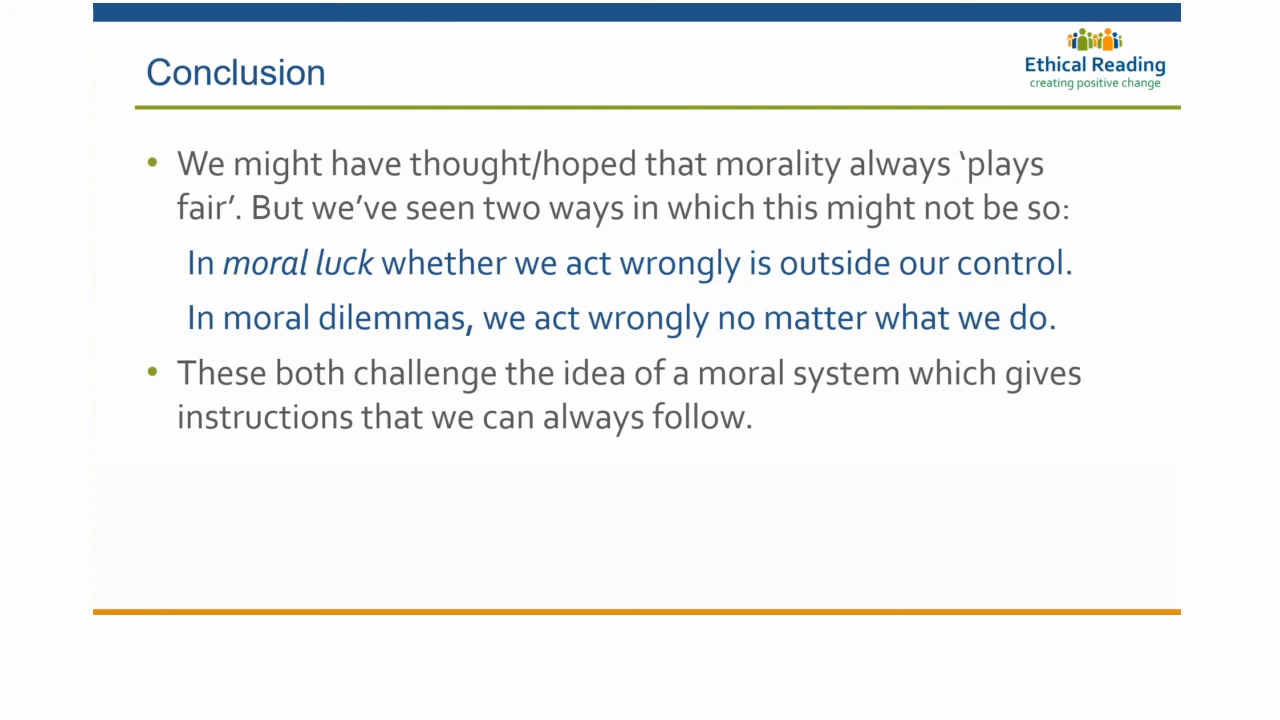 Conclusion
Ethical Reading
creating positive change
• We might have thought/hoped that morality always ‘plays
fair’. But we’ve seen two ways in which this might not be so:
In moral luck whether we act wrongly is outside our control.
In moral dilemmas, we act wrongly no matter what we do.
• These both challenge the idea of a moral system which gives
instructions that we can always follow.